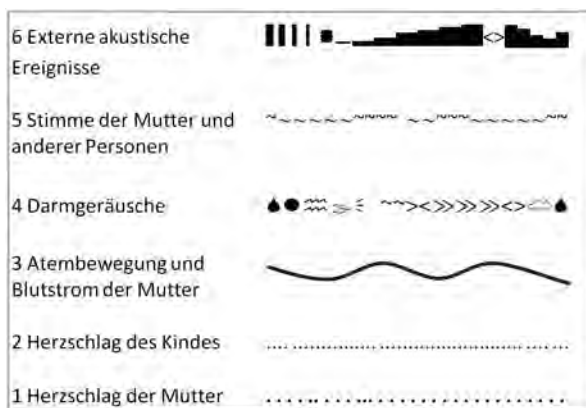 6 Externe akustische
Ereignisse
5 Stimme der Mutter und
anderer Personen
4 Darmgeräusche
3 Atembewegung und
Blutstrom der Mutter
2 Herzschlag des Kindes
1 Herzschlag der Mutter